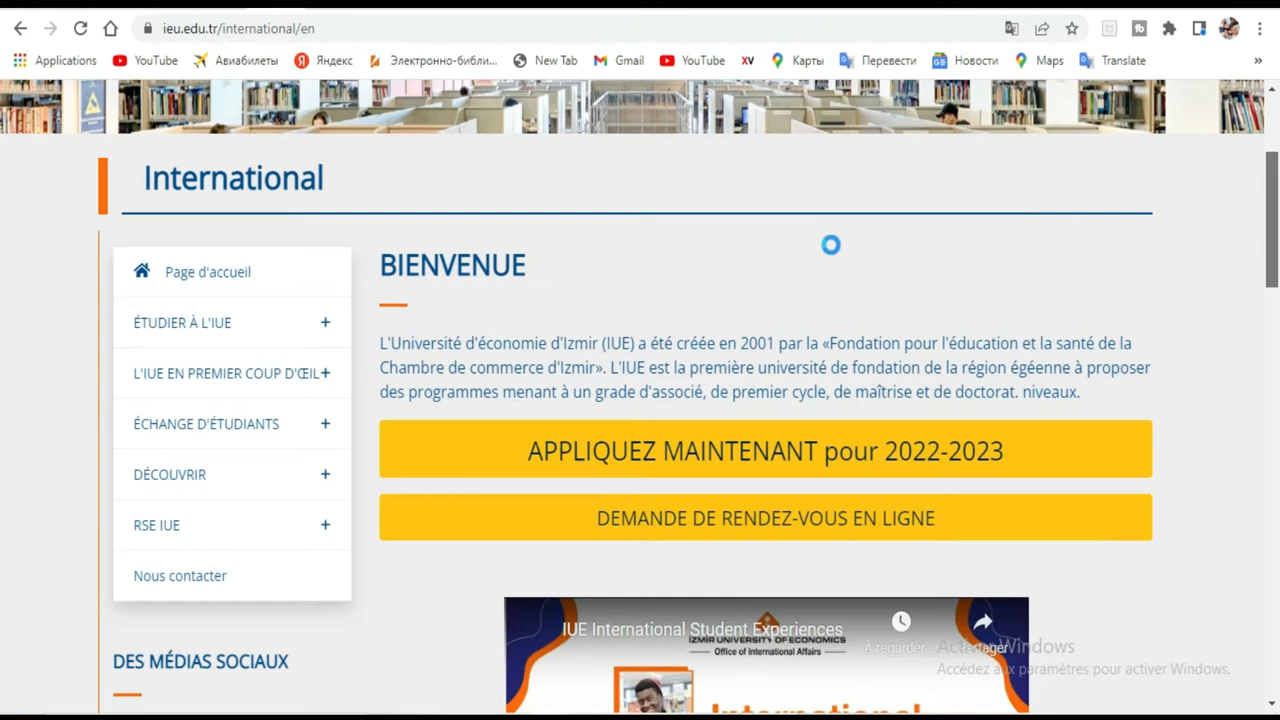 ieu.edu.tr/international/en
Applications YouTube Авиабилеты Яндекс Электронно-библи... New Tab Gmail YouTube XV Карты Перевести Новости Maps Translate »
International
Page d'accueil
ÉTUDIER À L'IUE +
L'IUE EN PREMIER COUP D'ŒIL+
ÉCHANGE D'ÉTUDIANTS +
DÉCOUVRIR +
RSE IUE +
Nous contacter
DES MÉDIAS SOCIAUX
BIENVENUE
L'Université d'économie d'Izmir (IUE) a été créée en 2001 par la «Fondation pour l'éducation et la santé de la
Chambre de commerce d'Izmir». L'IUE est la première université de fondation de la région égéenne à proposer
des programmes menant à un grade d'associé, de premier cycle, de maîtrise et de doctorat. niveaux.
APPLIQUEZ MAINTENANT pour 2022-2023
DEMANDE DE RENDEZ-VOUS EN LIGNE
IUE International Student Experiences
IZMIR UNIVERSITY OF ECONOMICS
Office of International Affairs
À regarder Partager
International
Activer Windows
Accédez aux paramètres pour activer Windows.